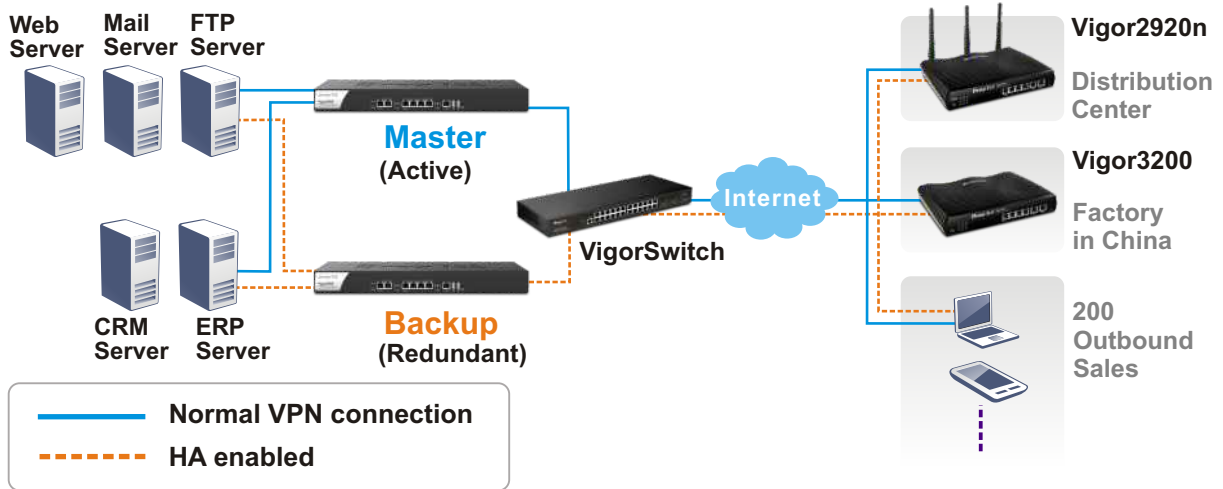 Web
Server
Mail
Server
FTP
Server
Master
(Active)
CRM
Server
ERP
Server
Backup
(Redundant)
VigorSwitch
Internet
Vigor2920n
Distribution
Center
Vigor3200
Factory
in China
200
Outbound
Sales
Normal VPN connection
HA enabled